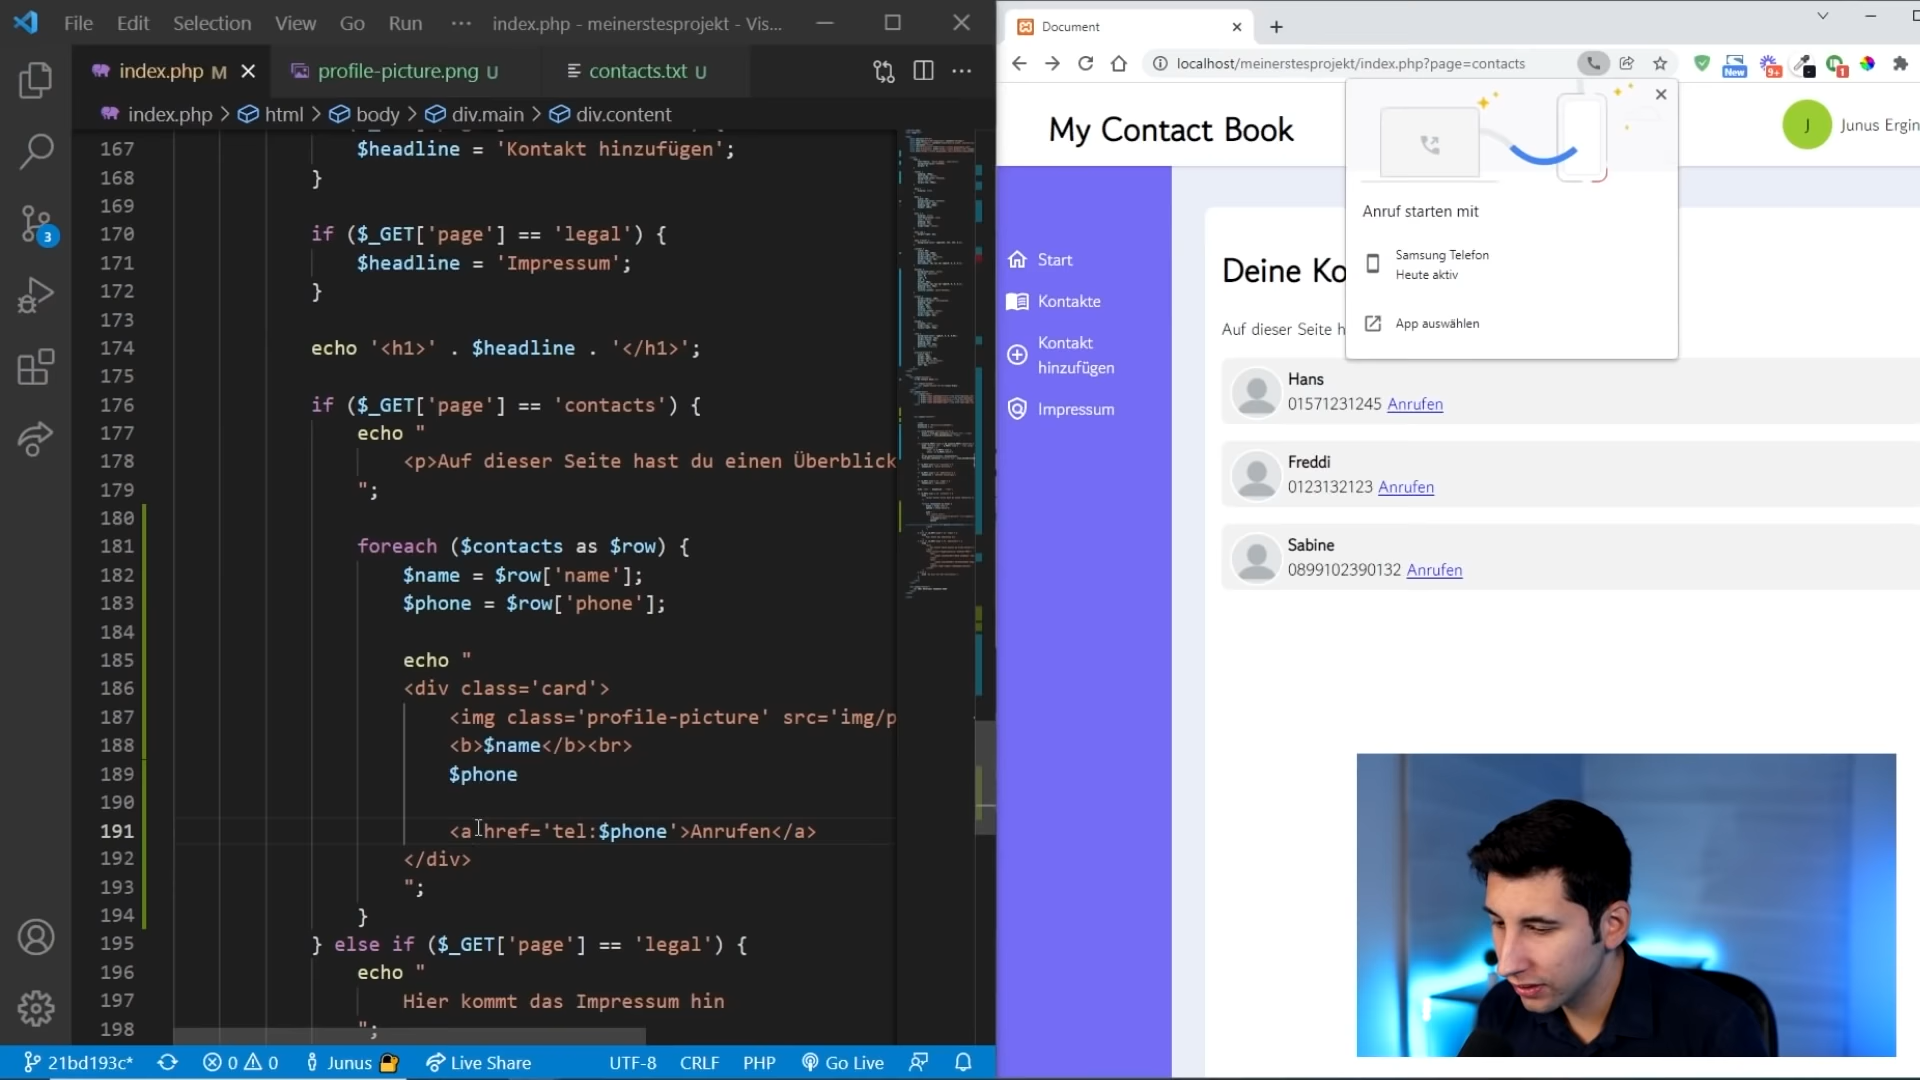 File Edit Selection View Go Run ··· index.php - meinerstesprojekt - Vis...
index.php M
profile-picture.png U
contacts.txt U
index.php > html > body > div.main > div.content
167 $headline = 'Kontakt hinzufügen';
168 }
169
170 if ($_GET['page'] == 'legal') {
171 $headline = 'Impressum';
172 }
173
174 echo '<h1>' . $headline . '</h1>';
175
176 if ($_GET['page'] == 'contacts') {
177 echo "
178 <p>Auf dieser Seite hast du einen Überblick
179 ";
180
181 foreach ($contacts as $row) {
182 $name = $row['name'];
183 $phone = $row['phone'];
184
185 echo "
186 <div class='card'>
187 <img class='profile-picture' src='img/p
188 <b>$name</b><br>
189 $phone
190
191 <a href='tel:$phone'>Anrufen</a>
192 </div>
193 ";
194 }
195 } else if ($_GET['page'] == 'legal') {
196 echo "
197 Hier kommt das Impressum hin
198 ";
3
21bd193c* 0 0 Junus Live Share UTF-8 CRLF PHP Go Live
Document
localhost/meinerstesprojekt/index.php?page=contacts
New
9+
1
My Contact Book
J Junus Ergin
Start
Kontakte
Kontakt
hinzufügen
Impressum
Anruf starten mit
Samsung Telefon
Heute aktiv
App auswählen
Deine Ko
Auf dieser Seite h
Hans
01571231245 Anrufen
Freddi
0123132123 Anrufen
Sabine
0899102390132 Anrufen